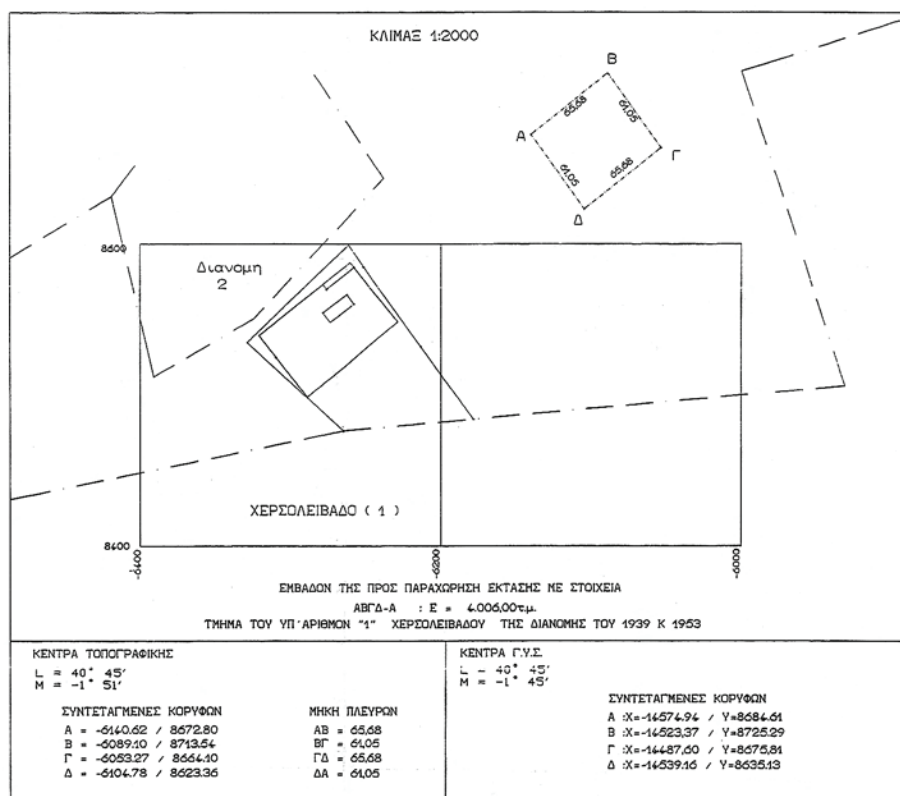 ΚΛΙΜΑΞ 1:2000
Β
65,68
61,05
Α
Γ
61,05
65,68
Δ
8600
Διανομη
2
ΧΕΡΣΟΛΕΙΒΑΔΟ ( 1 )
8400
-6400
-6200
-6000
ΕΜΒΑΔΟΝ ΤΗΣ ΠΡΟΣ ΠΑΡΑΧΩΡΗΣΗ ΕΚΤΑΣΗΣ ΜΕ ΣΤΟΙΧΕΙΑ
ΑΒΓΔ-Α : Ε = 4.006,00τ.μ.
ΤΜΗΜΑ ΤΟΥ ΥΠ'ΑΡΙΘΜΟΝ "1" ΧΕΡΣΟΛΕΙΒΑΔΟΥ ΤΗΣ ΔΙΑΝΟΜΗΣ ΤΟΥ 1939 Κ 1953
ΚΕΝΤΡΑ ΤΟΠΟΓΡΑΦΙΚΗΣ
L = 40° 45'
M = -1° 51'
ΣΥΝΤΕΤΑΓΜΕΝΕΣ ΚΟΡΥΦΩΝ
Α = -6140.62 / 8672.80
Β = -6089.10 / 8713.54
Γ = -6053.27 / 8664.10
Δ = -6104.78 / 8623.36
ΜΗΚΗ ΠΛΕΥΡΩΝ
ΑΒ = 65,68
ΒΓ = 61,05
ΓΔ = 65,68
ΔΑ = 61,05
ΚΕΝΤΡΑ Γ.Υ.Σ.
L - 40° 45'
M = -1° 45'
ΣΥΝΤΕΤΑΓΜΕΝΕΣ ΚΟΡΥΦΩΝ
Α :Χ=-14574.94 / Υ=8684.61
Β :Χ=-14523,37 / Υ=8725.29
Γ :Χ=-14487,60 / Υ=8675,81
Δ :Χ=-14539.16 / Υ=8635.13